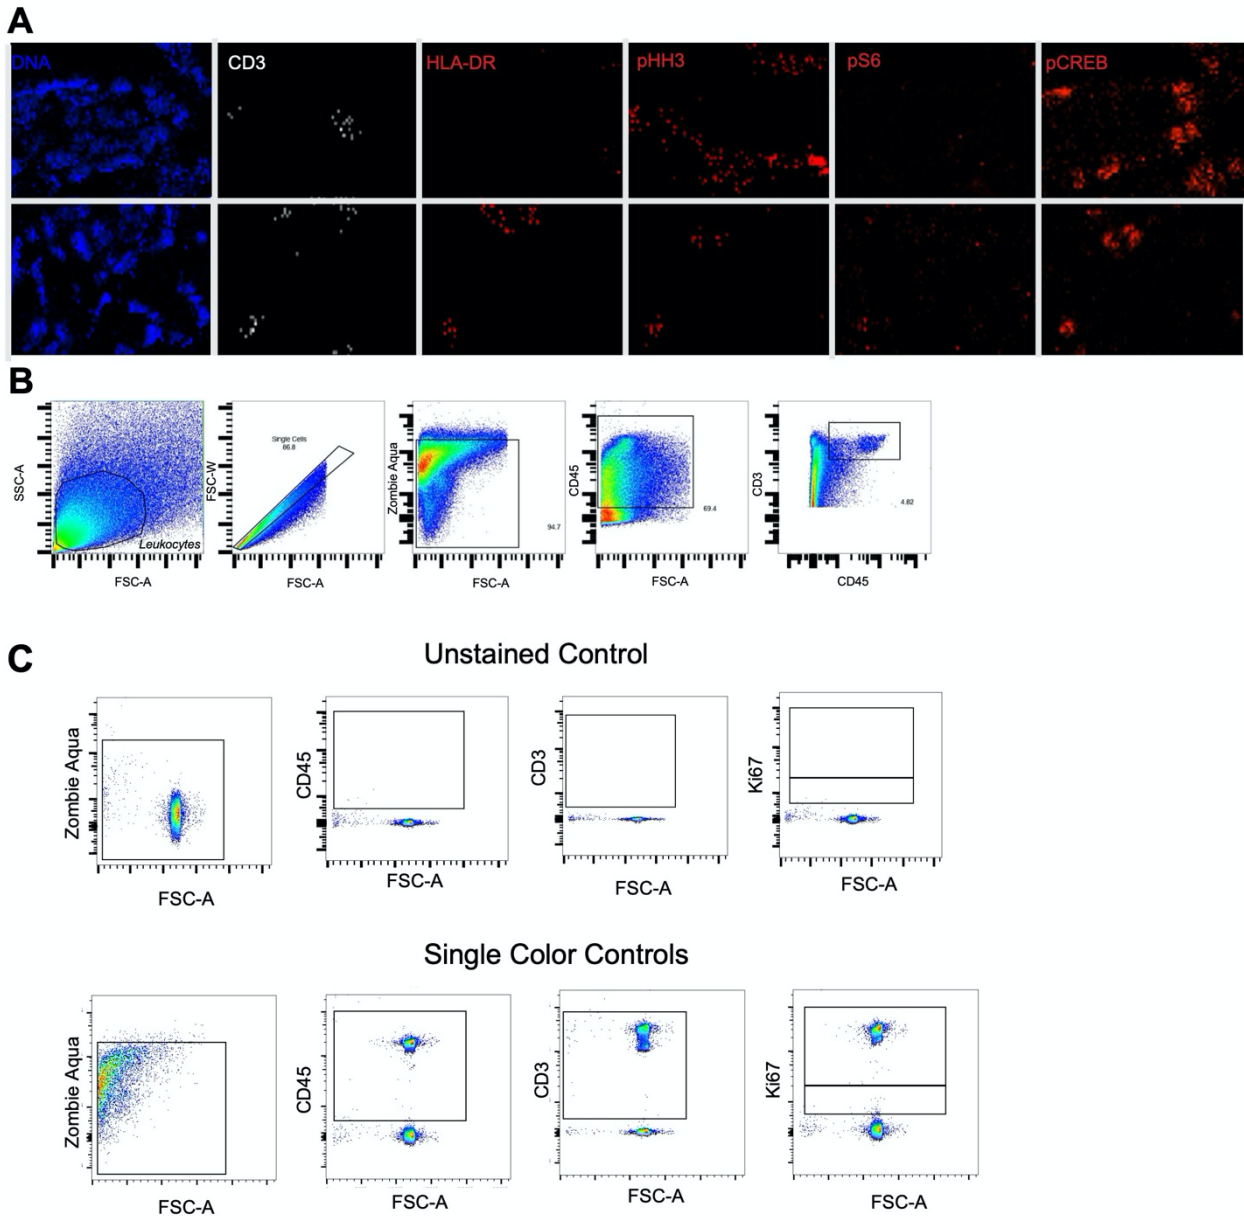 A
DNA CD3 HLA-DR pHH3 pS6 pCREB
B
SSC-A
Leukocytes
FSC-A
FSC-W
Single Cells
86.8
FSC-A
Zombie Aqua
94.7
FSC-A
CD45
69.4
FSC-A
CD3
4.82
CD45
C
Unstained Control
Zombie Aqua
FSC-A
CD45
FSC-A
CD3
FSC-A
Ki67
FSC-A
Single Color Controls
Zombie Aqua
FSC-A
CD45
FSC-A
CD3
FSC-A
Ki67
FSC-A